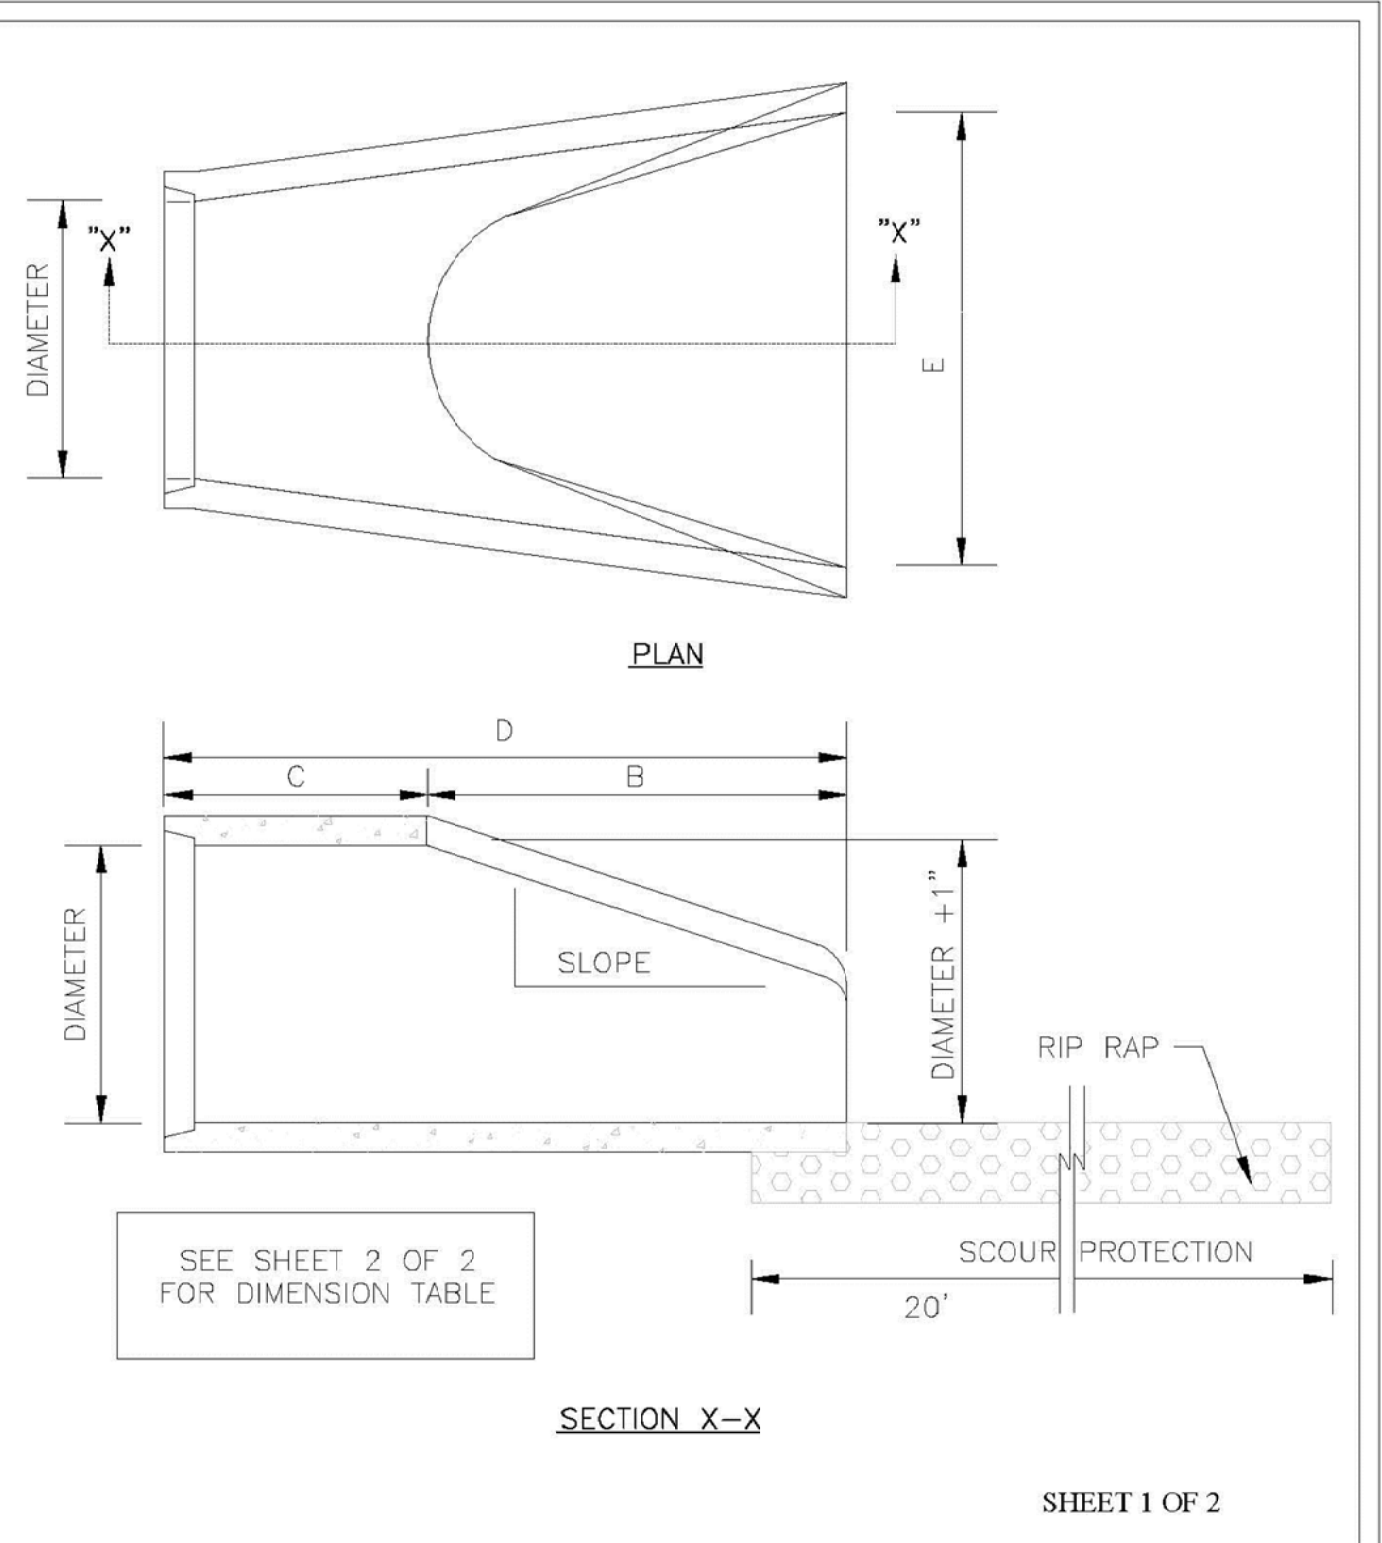 "X"
"X"
DIAMETER
E
PLAN
D
C
B
DIAMETER
SLOPE
DIAMETER +1"
RIP RAP
SCOUR PROTECTION
20'
SEE SHEET 2 OF 2
FOR DIMENSION TABLE
SECTION X-X
SHEET 1 OF 2